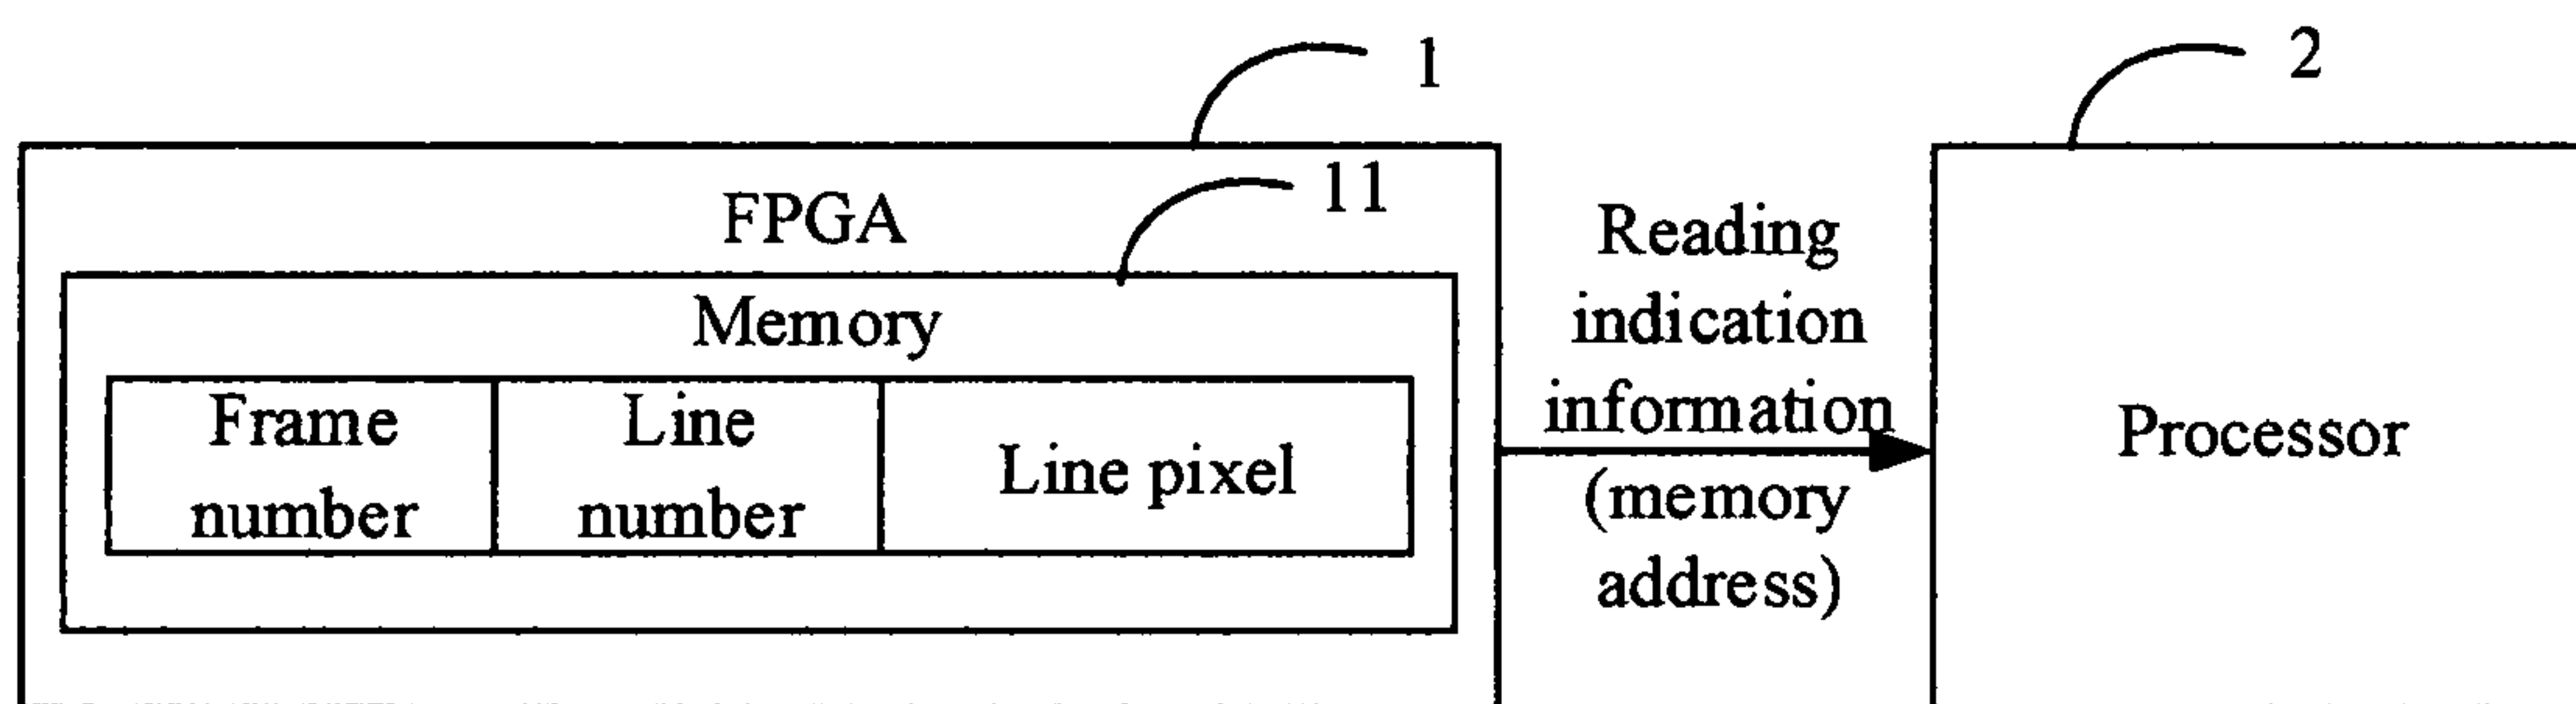 1
2
FPGA
11
Memory
Frame
number
Line
number
Line pixel
Reading
indication
information
(memory
address)
Processor